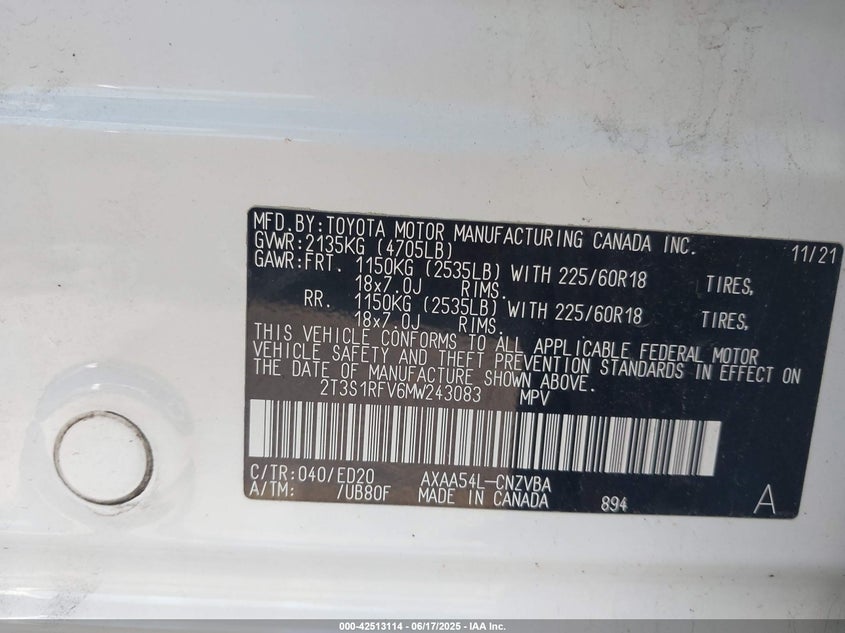 MFD.BY:TOYOTA MOTOR MANUFACTURING CANADA INC. 11/21
GVWR:2135KG (4705LB)
GAWR:FRT. 1150KG (2535LB) WITH 225/60R18 TIRES,
18x7.0J RIMS.
RR. 1150KG (2535LB) WITH 225/60R18 TIRES,
18x7.0J RIMS.
THIS VEHICLE CONFORMS TO ALL APPLICABLE FEDERAL MOTOR
VEHICLE SAFETY AND THEFT PREVENTION STANDARDS IN EFFECT ON
THE DATE OF MANUFACTURE SHOWN ABOVE.
2T3S1RFV6MW243083 MPV
C/TR:040/ED20 AXAA54L-CNZVBA
A/TM: /UB80F MADE IN CANADA 894 A
000-42513114 - 06/17/2025 - IAA Inc.